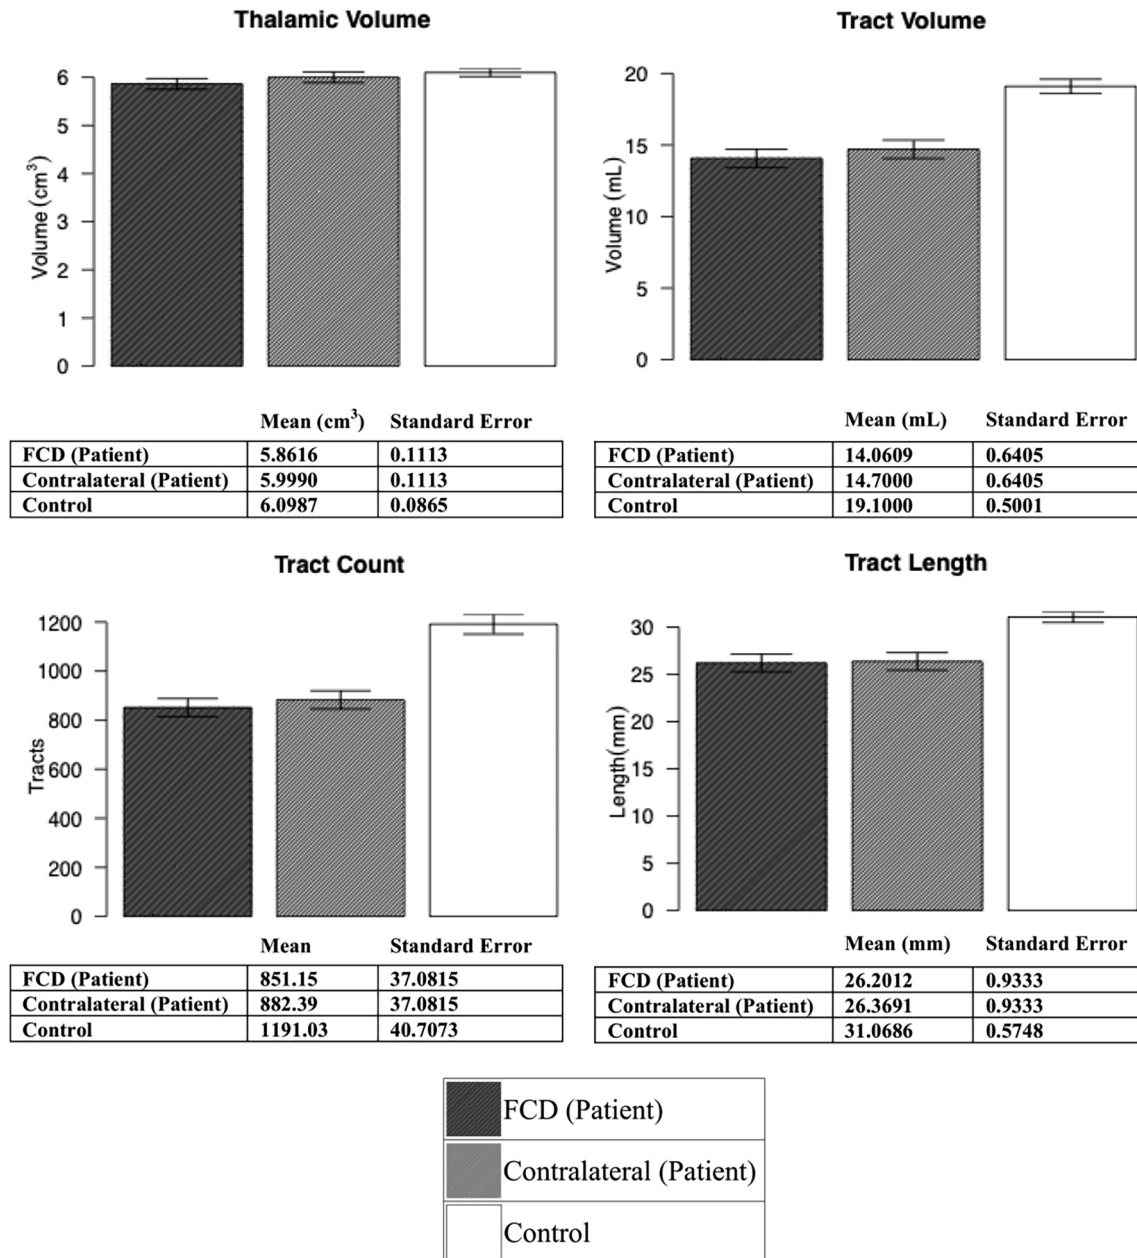 Thalamic Volume
Volume (cm³)
6
5
4
3
2
1
0
Mean (cm³) Standard Error
FCD (Patient) 5.8616 0.1113
Contralateral (Patient) 5.9990 0.1113
Control 6.0987 0.0865
Tract Volume
Volume (mL)
20
15
10
5
0
Mean (mL) Standard Error
FCD (Patient) 14.0609 0.6405
Contralateral (Patient) 14.7000 0.6405
Control 19.1000 0.5001
Tract Count
Tracts
1200
1000
800
600
400
200
0
Mean Standard Error
FCD (Patient) 851.15 37.0815
Contralateral (Patient) 882.39 37.0815
Control 1191.03 40.7073
Tract Length
Length(mm)
30
25
20
15
10
5
0
Mean (mm) Standard Error
FCD (Patient) 26.2012 0.9333
Contralateral (Patient) 26.3691 0.9333
Control 31.0686 0.5748
FCD (Patient)
Contralateral (Patient)
Control